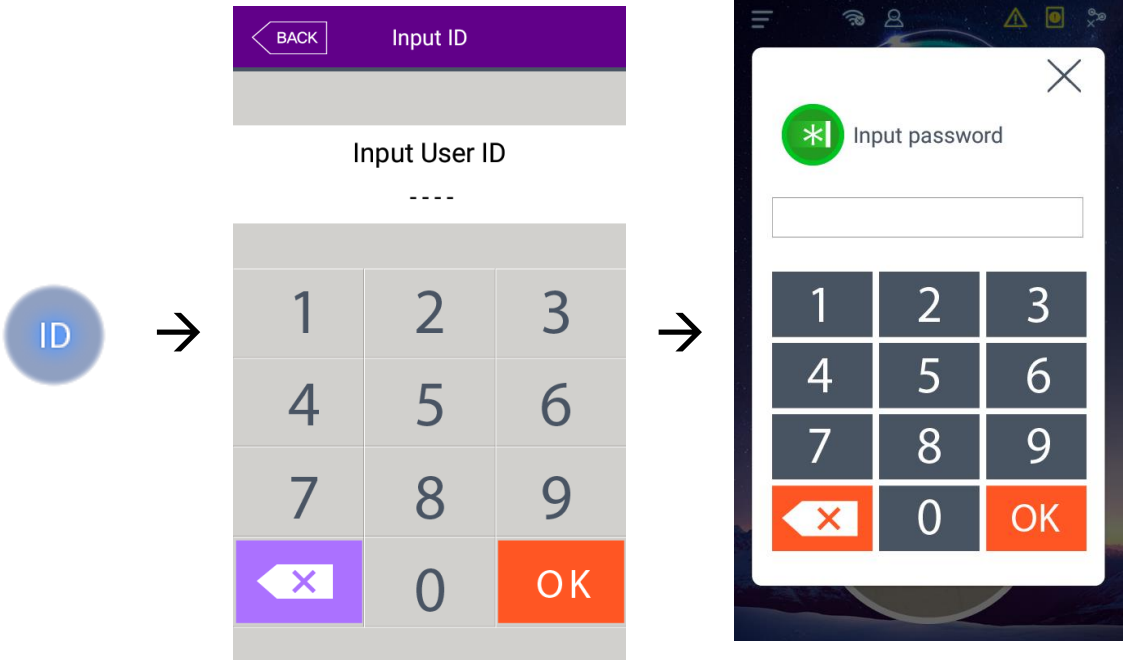 ID
BACK Input ID
Input User ID
----
1 2 3
4 5 6
7 8 9
0 OK
Input password
1 2 3
4 5 6
7 8 9
0 OK